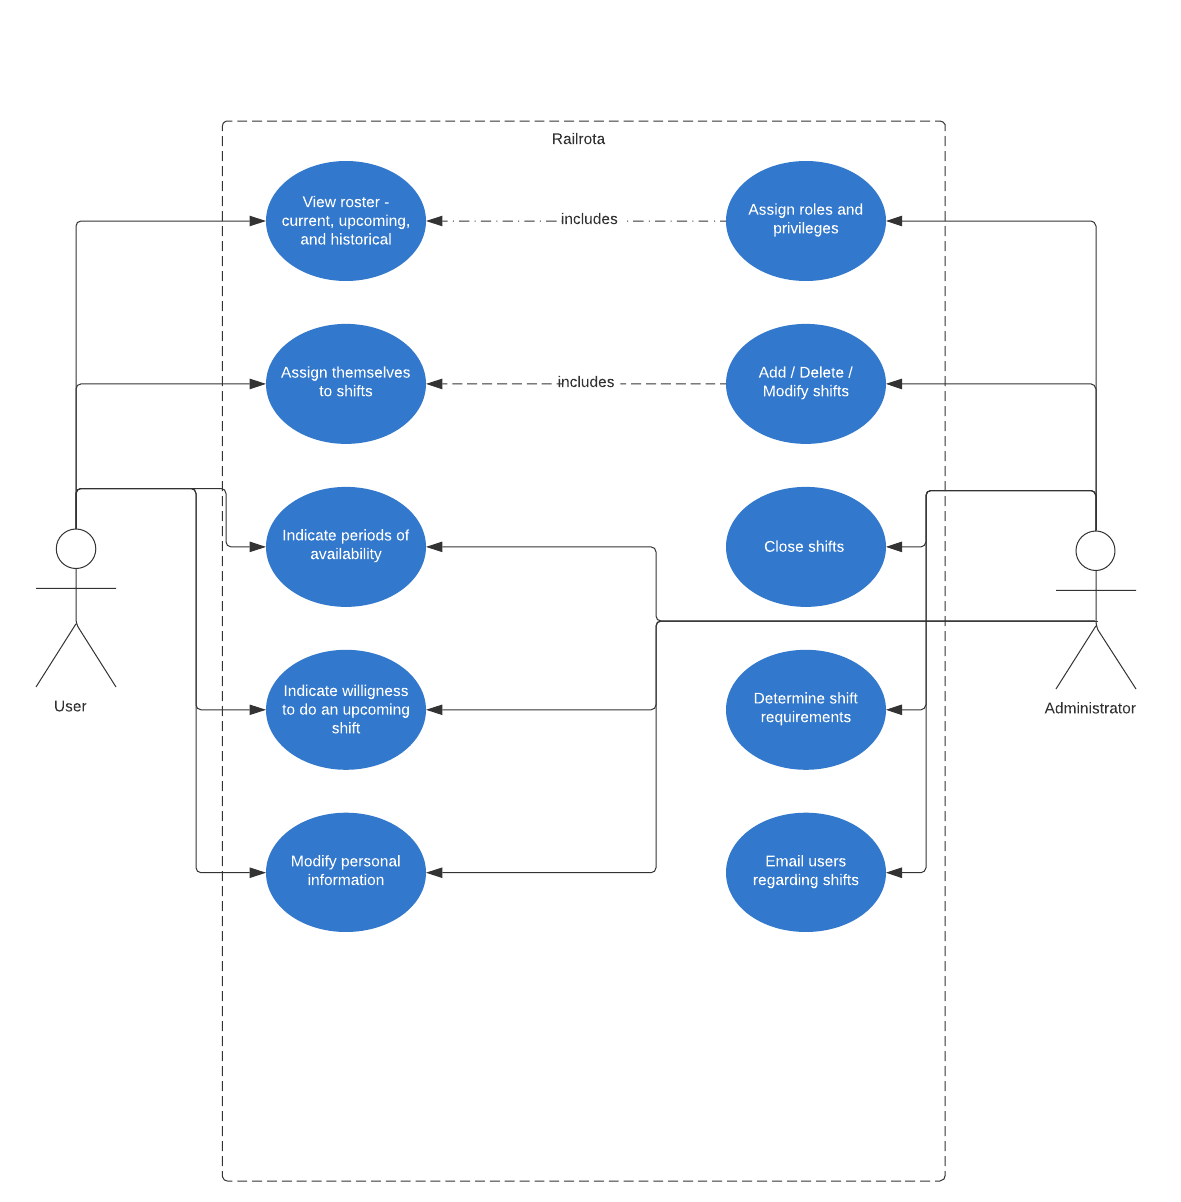 Railrota
View roster -
current, upcoming,
and historical
includes
Assign roles and
privileges
Assign themselves
to shifts
includes
Add / Delete /
Modify shifts
Indicate periods of
availability
Close shifts
Indicate willigness
to do an upcoming
shift
Determine shift
requirements
User
Administrator
Modify personal
information
Email users
regarding shifts